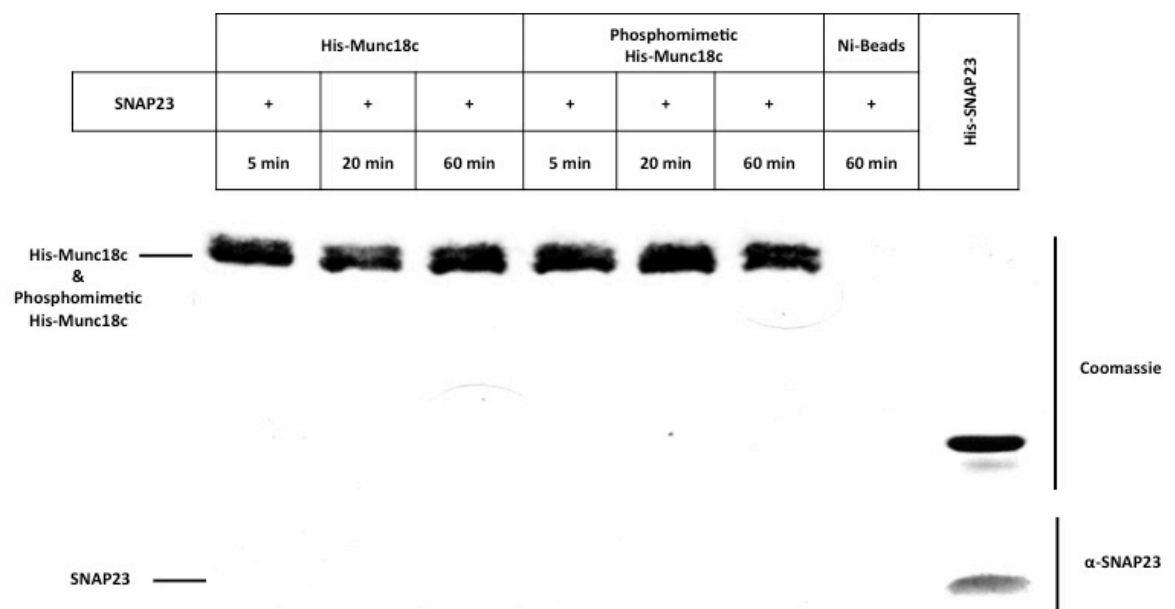 His-Munc18c
Phosphomimetic
His-Munc18c
Ni-Beads
His-SNAP23
SNAP23
+
+
+
+
+
+
+
5 min
20 min
60 min
5 min
20 min
60 min
60 min
His-Munc18c
&
Phosphomimetic
His-Munc18c
Coomassie
SNAP23
α-SNAP23